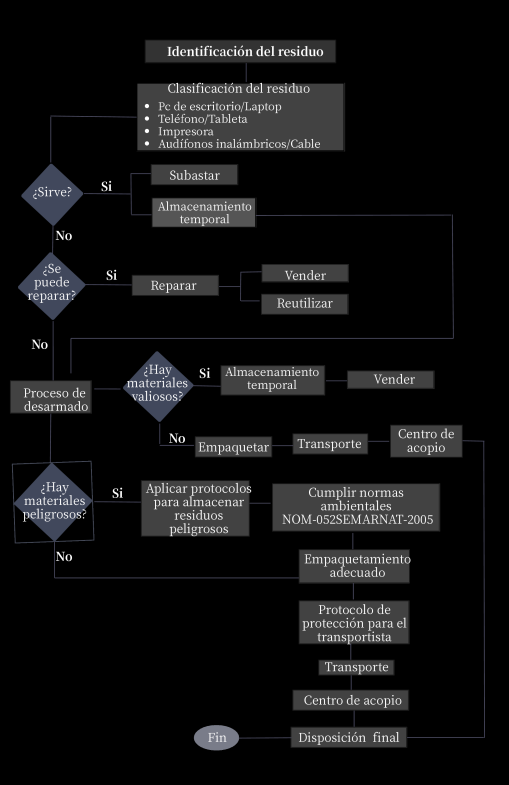 Identificación del residuo
Clasificación del residuo
• Pc de escritorio/Laptop
• Teléfono/Tableta
• Impresora
• Audífonos inalámbricos/Cable
¿Sirve?
Si
Subastar
Almacenamiento
temporal
No
¿Se
puede
reparar?
Si
Reparar
Vender
Reutilizar
No
Proceso de
desarmado
¿Hay
materiales
valiosos?
Si
Almacenamiento
temporal
Vender
No
Empaquetar
Transporte
Centro de
acopio
¿Hay
materiales
peligrosos?
Si
Aplicar protocolos
para almacenar
residuos
peligrosos
Cumplir normas
ambientales
NOM-052SEMARNAT-2005
No
Empaquetamiento
adecuado
Protocolo de
protección para el
transportista
Transporte
Centro de acopio
Disposición final
Fin